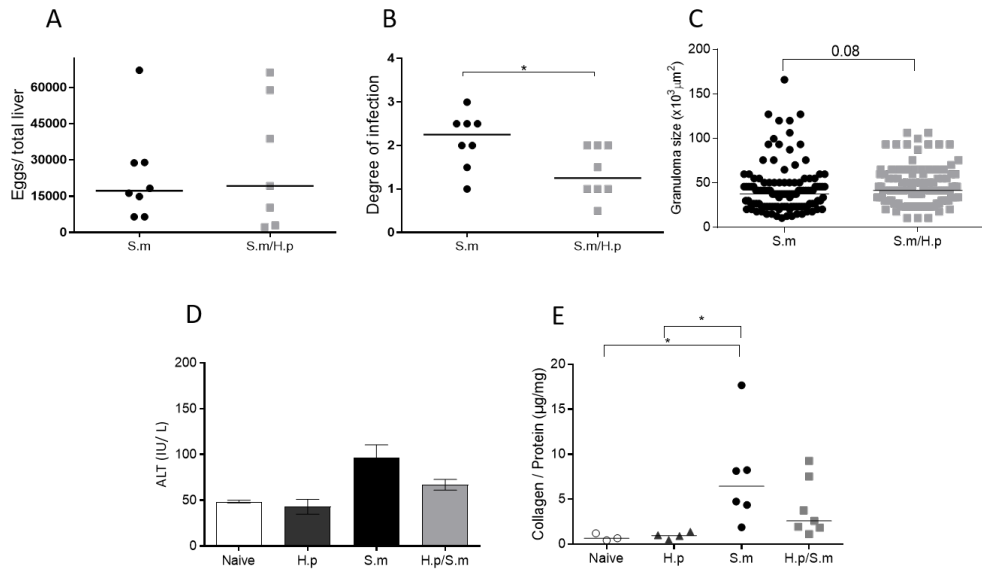 A
Eggs/ total liver
60000
45000
30000
15000
0
S.m
S.m/H.p
B
Degree of infection
4
3
2
1
0
*
S.m
S.m/H.p
C
Granuloma size (x10³µm²)
200
150
100
50
0
0.08
S.m
S.m/H.p
D
ALT (IU/ L)
200
150
100
50
0
Naive
H.p
S.m
H.p/S.m
E
Collagen / Protein (µg/mg)
20
15
10
5
0
*
*
Naive
H.p
S.m
H.p/S.m